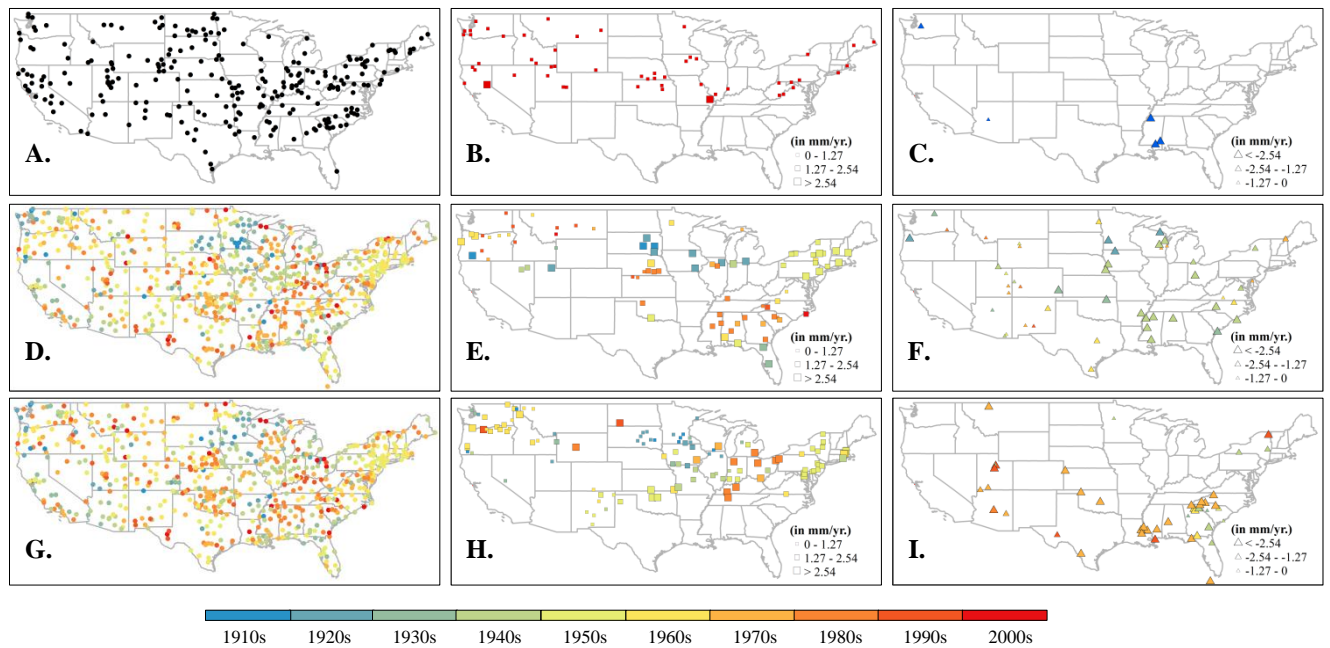 A.
B.
(in mm/yr.)
0 - 1.27
1.27 - 2.54
> 2.54
C.
(in mm/yr.)
< -2.54
-2.54 - -1.27
-1.27 - 0
D.
E.
(in mm/yr.)
0 - 1.27
1.27 - 2.54
> 2.54
F.
(in mm/yr.)
< -2.54
-2.54 - -1.27
-1.27 - 0
G.
H.
(in mm/yr.)
0 - 1.27
1.27 - 2.54
> 2.54
I.
(in mm/yr.)
< -2.54
-2.54 - -1.27
-1.27 - 0
1910s 1920s 1930s 1940s 1950s 1960s 1970s 1980s 1990s 2000s